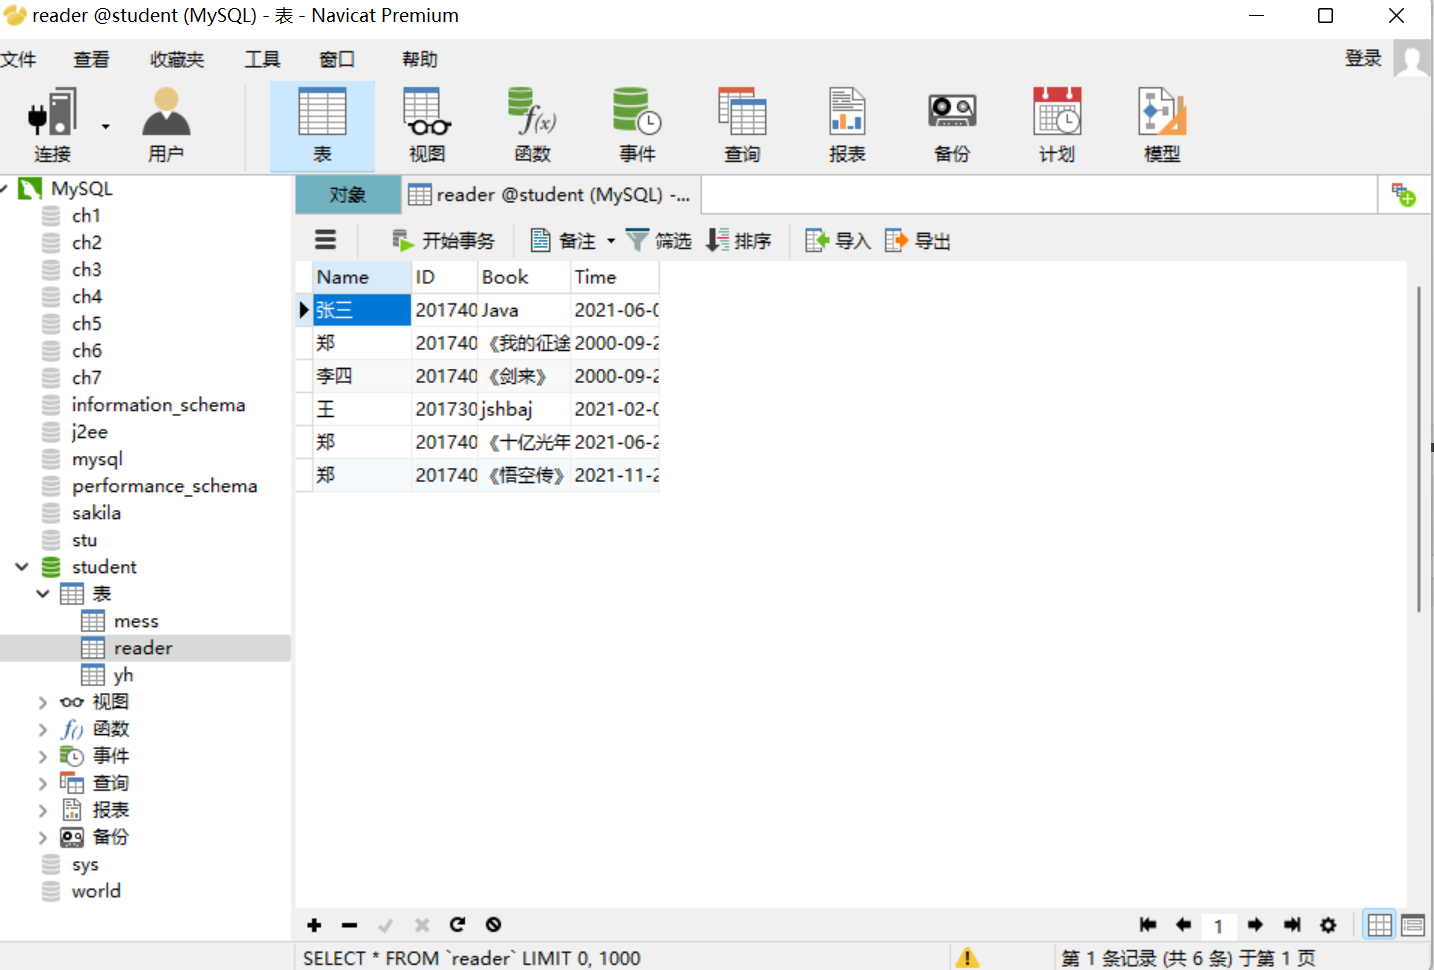 reader @student (MySQL) - 表 - Navicat Premium
文件 查看 收藏夹 工具 窗口 帮助 登录
连接 用户 表 视图 函数 事件 查询 报表 备份 计划 模型
MySQL
ch1
ch2
ch3
ch4
ch5
ch6
ch7
information_schema
j2ee
mysql
performance_schema
sakila
stu
student
表
mess
reader
yh
视图
函数
事件
查询
报表
备份
sys
world
对象 reader @student (MySQL) -...
开始事务 备注 筛选 排序 导入 导出
Name ID Book Time
张三 201740 Java 2021-06-0
郑 201740 《我的征途 2000-09-2
李四 201740 《剑来》 2000-09-2
王 201730 jshbaj 2021-02-0
郑 201740 《十亿光年 2021-06-2
郑 201740 《悟空传》 2021-11-2
1
SELECT * FROM `reader` LIMIT 0, 1000 第 1 条记录 (共 6 条) 于第 1 页